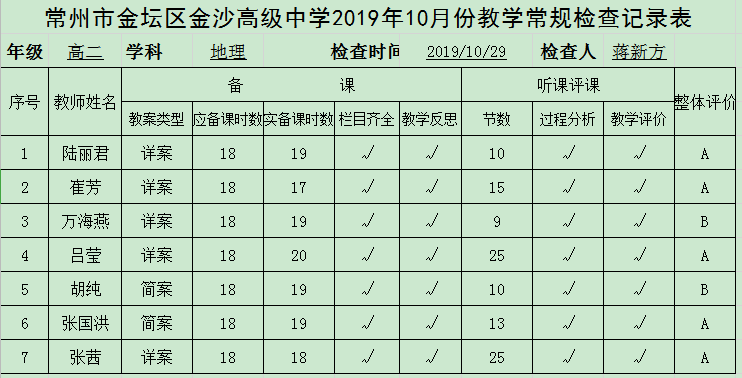 常州市金坛区金沙高级中学2019年10月份教学常规检查记录表
年级 高二 学科 地理 检查时间 2019/10/29 检查人 蒋新方
序号 教师姓名 备 课 听课评课 整体评价
教案类型 应备课时数 实备课时数 栏目齐全 教学反思 节数 过程分析 教学评价
1 陆丽君 详案 18 19 √ √ 10 √ √ A
2 崔芳 详案 18 17 √ √ 15 √ √ A
3 万海燕 详案 18 19 √ √ 9 √ √ B
4 吕莹 详案 18 20 √ √ 25 √ √ A
5 胡纯 简案 18 19 √ √ 10 √ √ B
6 张国洪 简案 18 19 √ √ 13 √ √ A
7 张茜 详案 18 18 √ √ 25 √ √ A